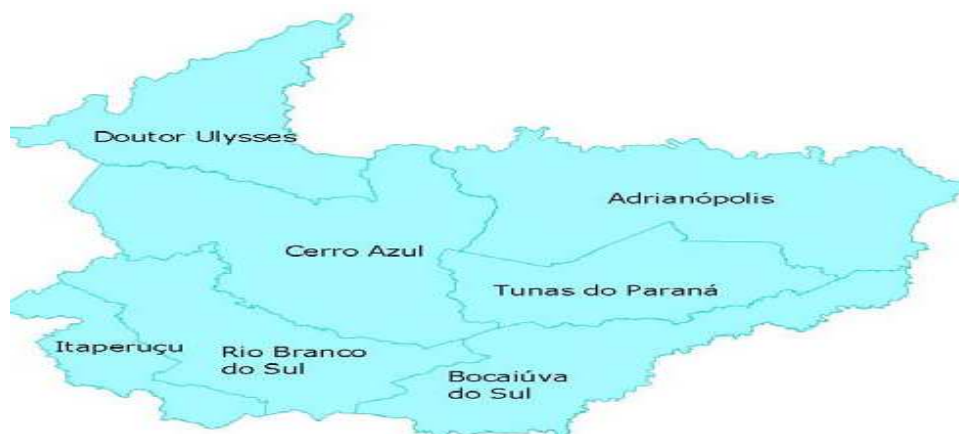 Doutor Ulysses
Adrianópolis
Cerro Azul
Tunas do Paraná
Itaperuçu
Rio Branco
do Sul
Bocaiúva
do Sul